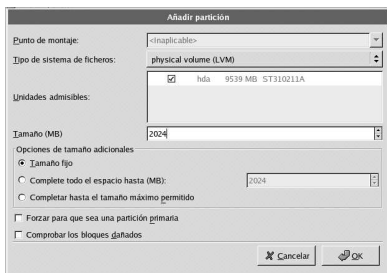 Añadir partición
Punto de montaje: <Inaplicable>
Tipo de sistema de ficheros: physical volume (LVM)
hda 9539 MB ST310211A
Unidades admisibles:
Tamaño (MB) 2024
Opciones de tamaño adicionales
Tamaño fijo
Complete todo el espacio hasta (MB): 2024
Completar hasta el tamaño máximo permitido
Forzar para que sea una partición primaria
Comprobar los bloques dañados
Cancelar OK